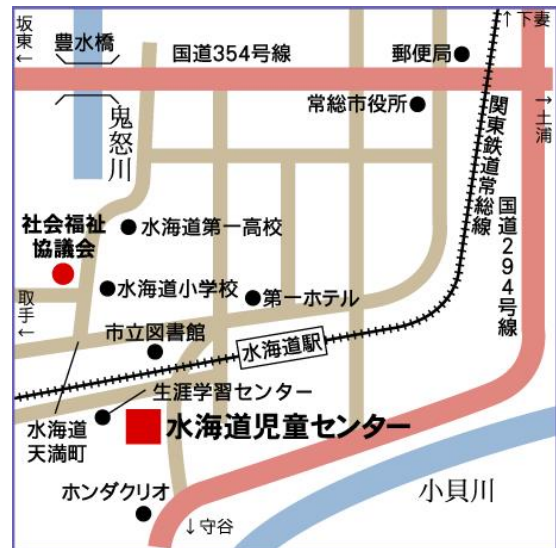 坂東←
豊水橋
国道354号線
郵便局
↑下妻
常総市役所
→土浦
鬼怒川
関東鉄道常総線
国道294号線
社会福祉
協議会
水海道第一高校
水海道小学校
第一ホテル
取手←
市立図書館
水海道駅
生涯学習センター
水海道
天満町
水海道児童センター
ホンダクリオ
小貝川
↓守谷